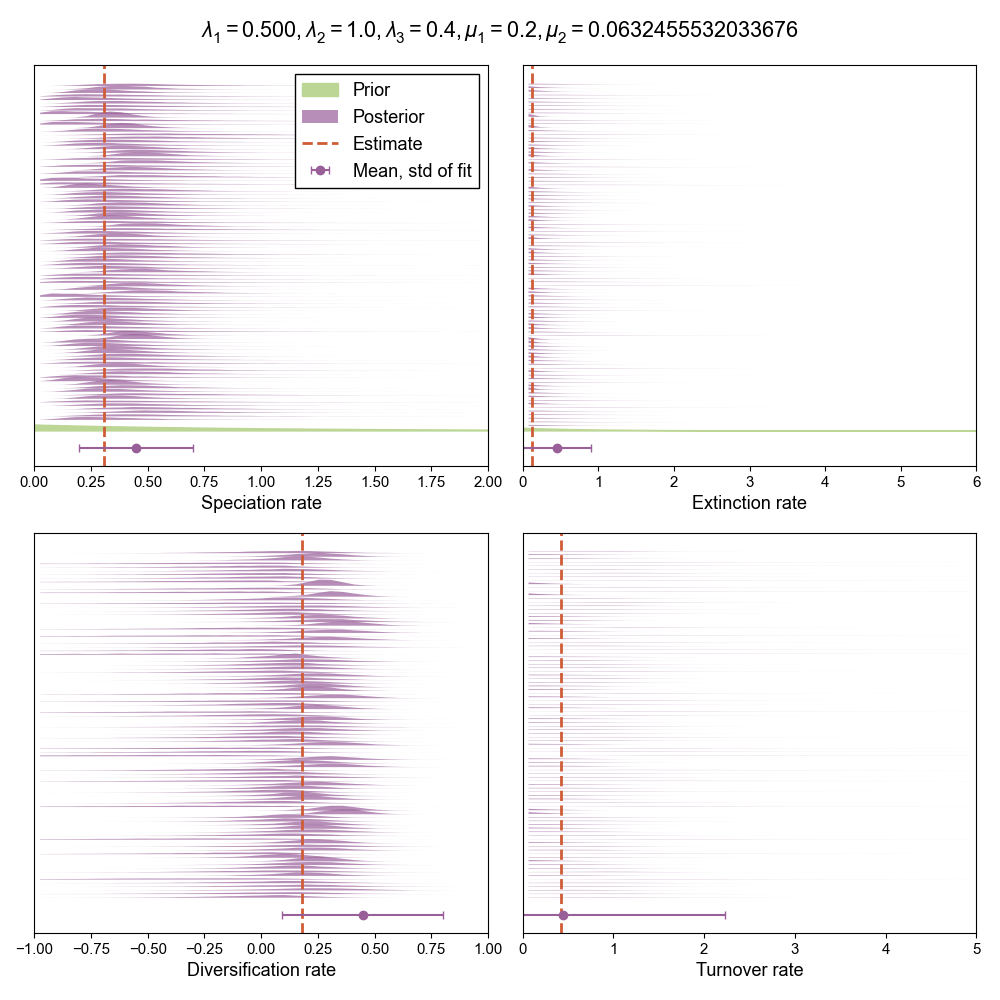 λ₁ = 0.500, λ₂ = 1.0, λ₃ = 0.4, μ₁ = 0.2, μ₂ = 0.0632455532033676
Prior
Posterior
Estimate
Mean, std of fit
0.00 0.25 0.50 0.75 1.00 1.25 1.50 1.75 2.00
Speciation rate
0 1 2 3 4 5 6
Extinction rate
−1.00 −0.75 −0.50 −0.25 0.00 0.25 0.50 0.75 1.00
Diversification rate
0 1 2 3 4 5
Turnover rate